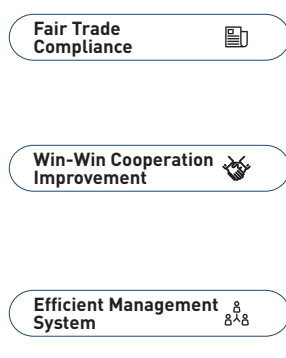 Fair Trade
Compliance
Win-Win Cooperation
Improvement
Efficient Management
System